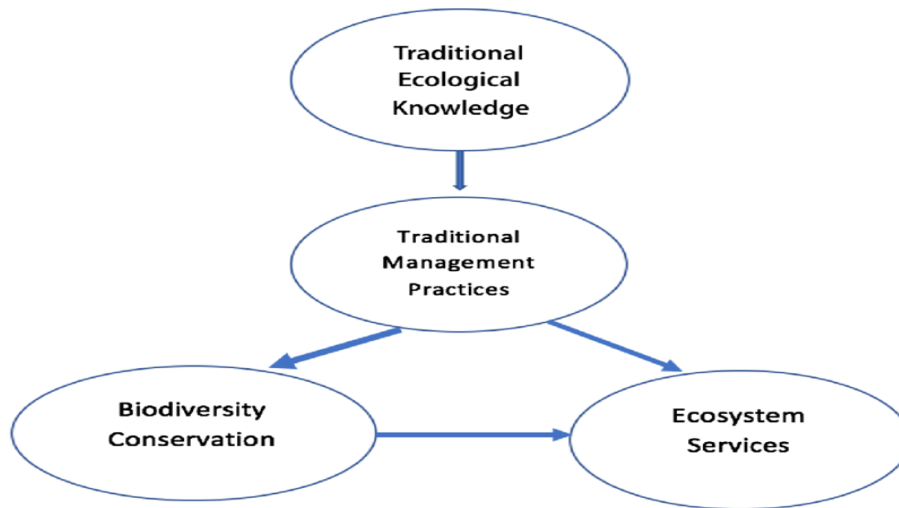 Traditional
Ecological
Knowledge
Traditional
Management
Practices
Biodiversity
Conservation
Ecosystem
Services